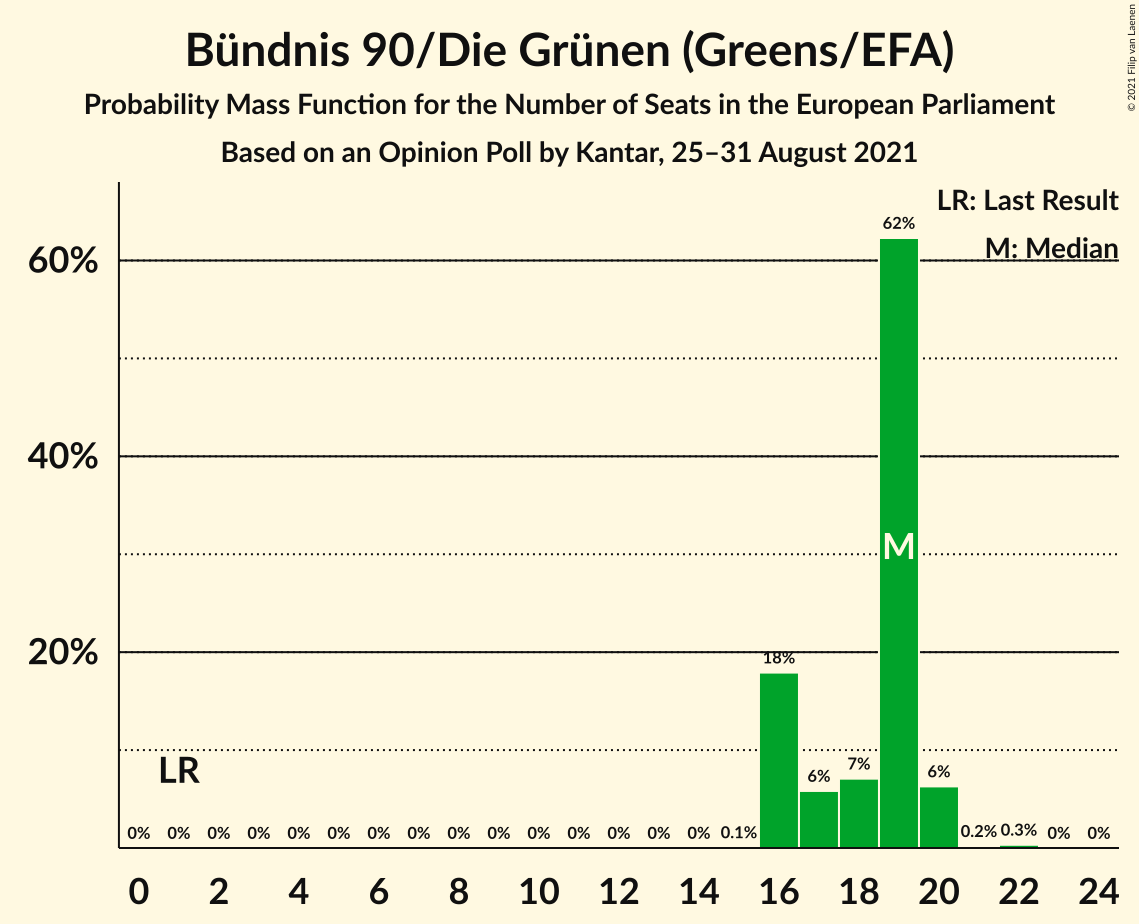 Bündnis 90/Die Grünen (Greens/EFA)
Probability Mass Function for the Number of Seats in the European Parliament
Based on an Opinion Poll by Kantar, 25–31 August 2021
© 2021 Filip van Laenen
LR: Last Result
M: Median
60%
40%
20%
62%
M
18%
LR
0% 0% 0% 0% 0% 0% 0% 0% 0% 0% 0% 0% 0% 0% 0% 0.1% 6% 7% 6% 0.2% 0.3% 0% 0%
0 2 4 6 8 10 12 14 16 18 20 22 24